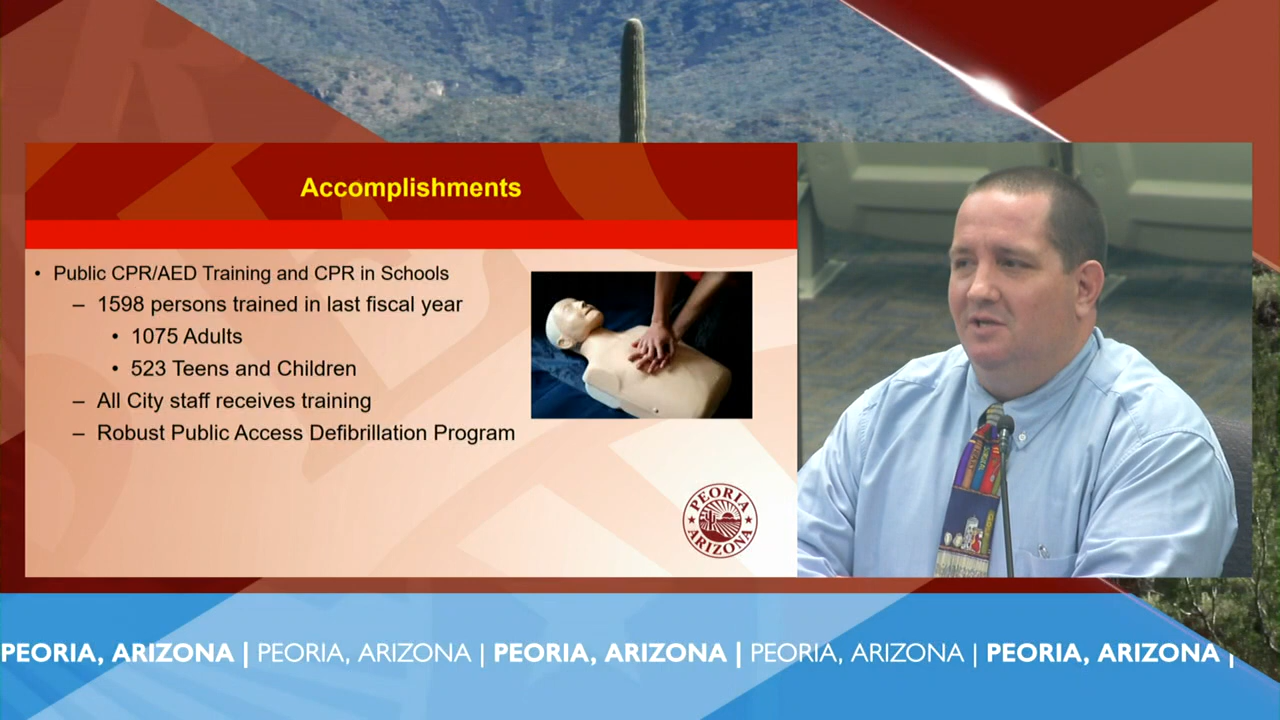 Accomplishments
• Public CPR/AED Training and CPR in Schools
– 1598 persons trained in last fiscal year
• 1075 Adults
• 523 Teens and Children
– All City staff receives training
– Robust Public Access Defibrillation Program
PEORIA
ARIZONA
PEORIA, ARIZONA | PEORIA, ARIZONA | PEORIA, ARIZONA | PEORIA, ARIZONA | PEORIA, ARIZONA |